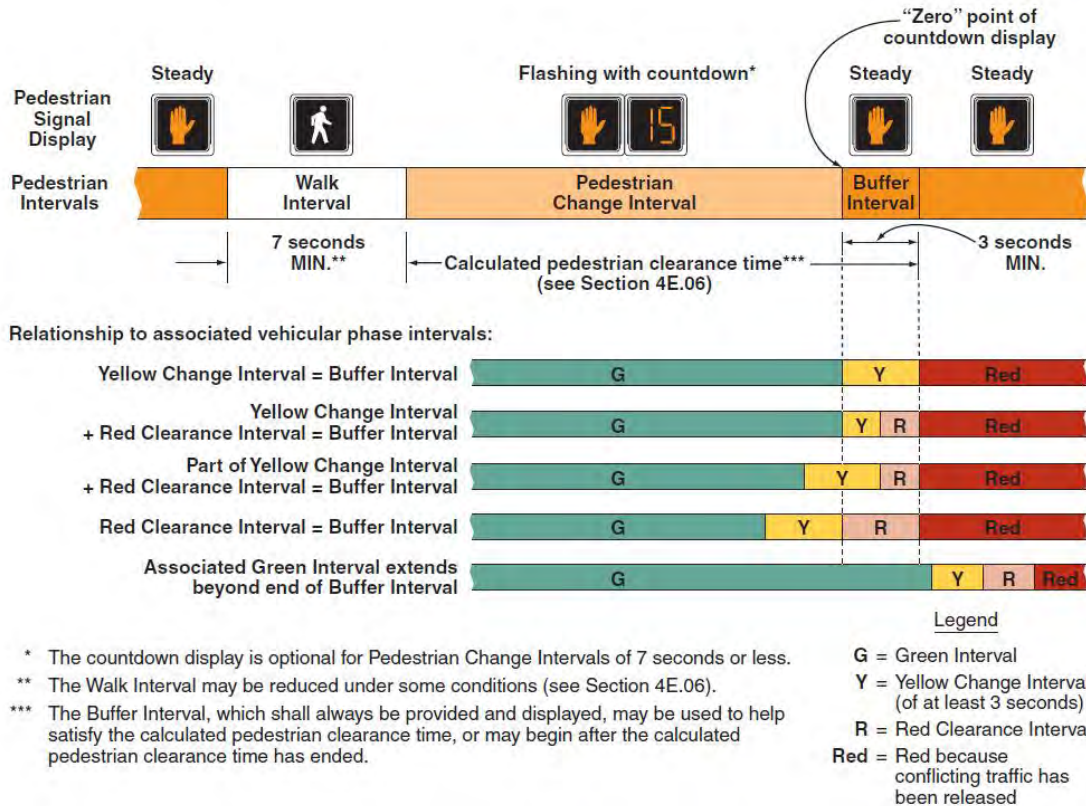 “Zero” point of
countdown display
Steady
Flashing with countdown*
Steady
Steady
Pedestrian
Signal
Display
15
Pedestrian
Intervals
Walk
Interval
Pedestrian
Change Interval
Buffer
Interval
7 seconds
MIN.**
Calculated pedestrian clearance time***
(see Section 4E.06)
3 seconds
MIN.
Relationship to associated vehicular phase intervals:
Yellow Change Interval = Buffer Interval
G
Y
Red
Yellow Change Interval
+ Red Clearance Interval = Buffer Interval
G
Y
R
Red
Part of Yellow Change Interval
+ Red Clearance Interval = Buffer Interval
G
Y
R
Red
Red Clearance Interval = Buffer Interval
G
Y
R
Red
Associated Green Interval extends
beyond end of Buffer Interval
G
Y
R
Red
* The countdown display is optional for Pedestrian Change Intervals of 7 seconds or less.
** The Walk Interval may be reduced under some conditions (see Section 4E.06).
*** The Buffer Interval, which shall always be provided and displayed, may be used to help
satisfy the calculated pedestrian clearance time, or may begin after the calculated
pedestrian clearance time has ended.
Legend
G = Green Interval
Y = Yellow Change Interva
(of at least 3 seconds)
R = Red Clearance Interva
Red = Red because
conflicting traffic has
been released